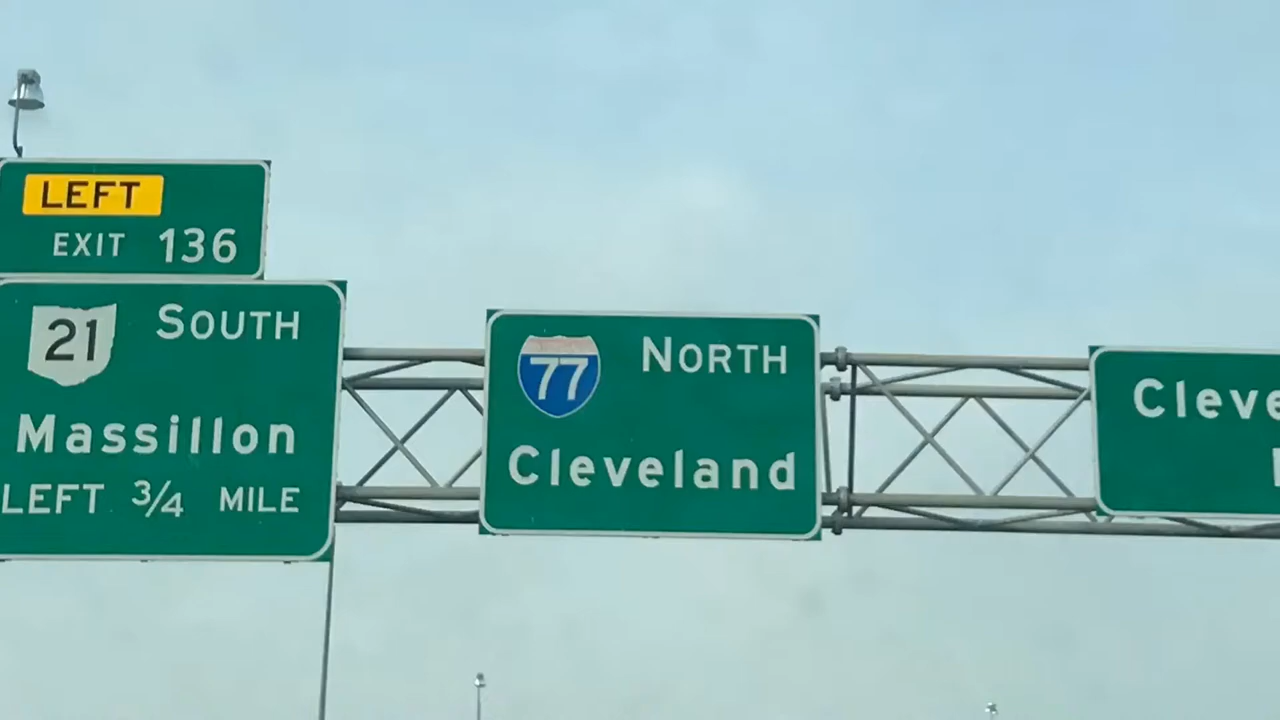 LEFT
EXIT 136
21 SOUTH
Massillon
LEFT 3/4 MILE
77 NORTH
Cleveland